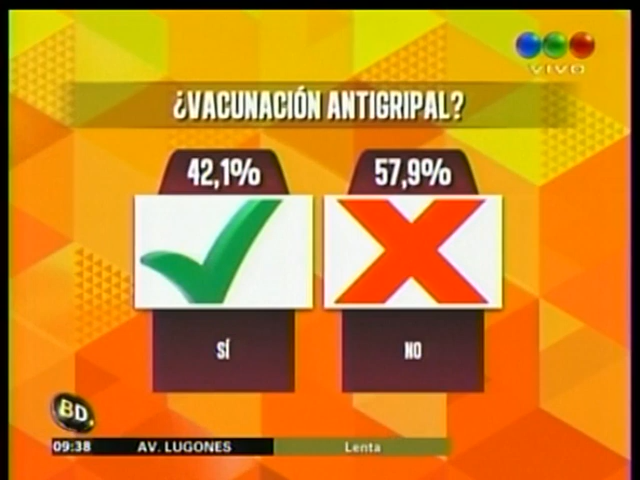 VIVO
¿VACUNACIÓN ANTIGRIPAL?
42,1% 57,9%
SÍ NO
BD.
09:38 AV. LUGONES Lenta